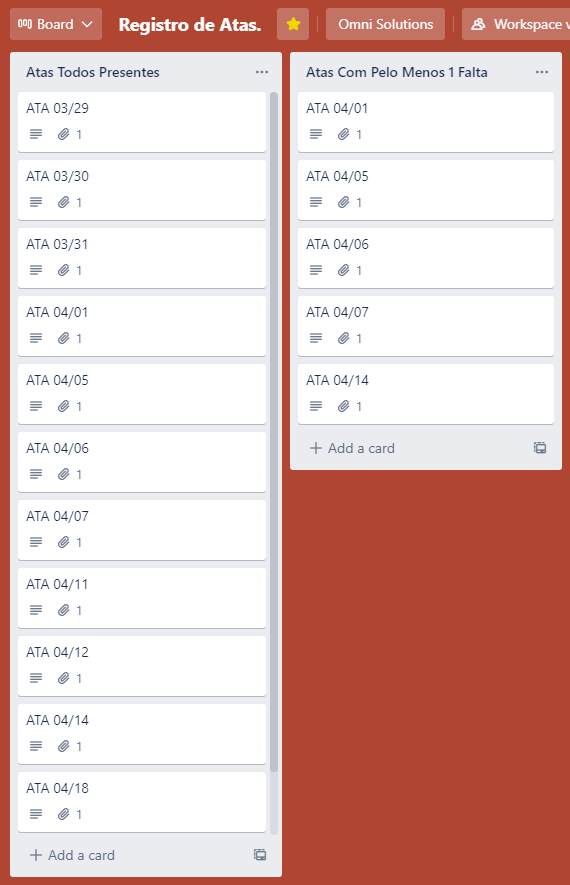 Board
Registro de Atas.
Omni Solutions
Workspace
Atas Todos Presentes
ATA 03/29
1
ATA 03/30
1
ATA 03/31
1
ATA 04/01
1
ATA 04/05
1
ATA 04/06
1
ATA 04/07
1
ATA 04/11
1
ATA 04/12
1
ATA 04/14
1
ATA 04/18
1
+ Add a card
Atas Com Pelo Menos 1 Falta
ATA 04/01
1
ATA 04/05
1
ATA 04/06
1
ATA 04/07
1
ATA 04/14
1
+ Add a card